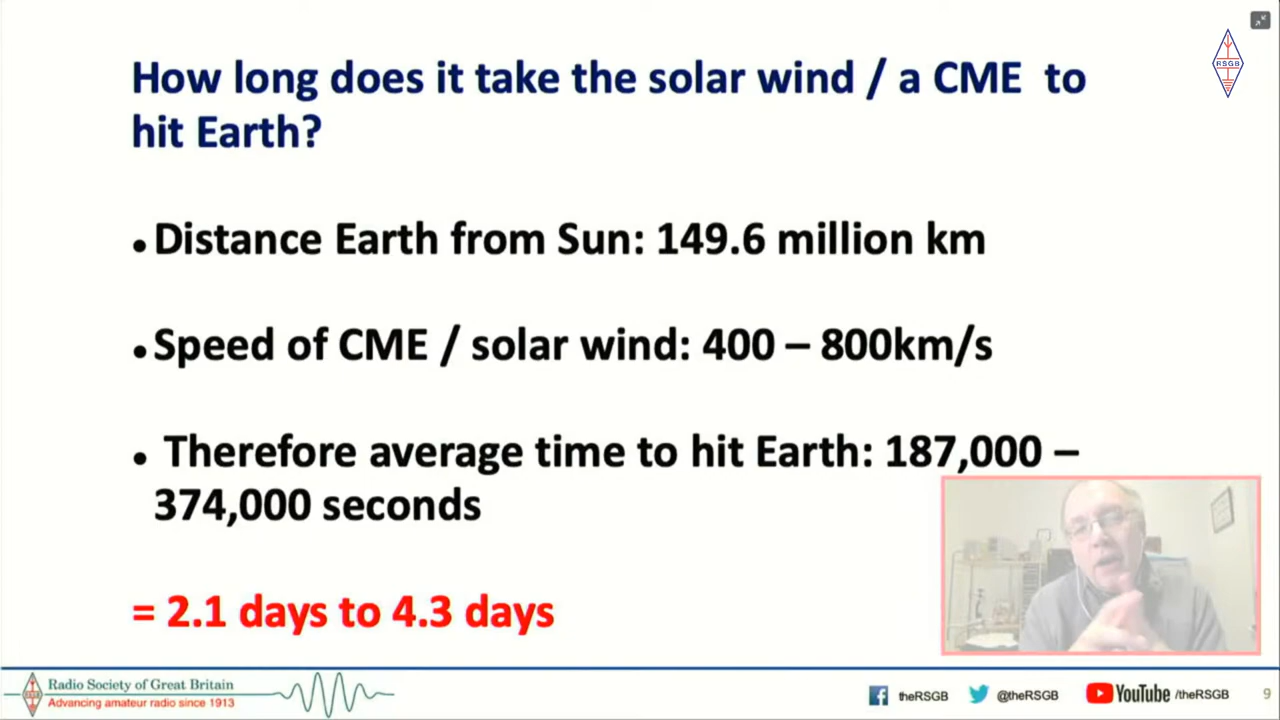 RSGB
How long does it take the solar wind / a CME to
hit Earth?
• Distance Earth from Sun: 149.6 million km
• Speed of CME / solar wind: 400 – 800km/s
• Therefore average time to hit Earth: 187,000 –
374,000 seconds
= 2.1 days to 4.3 days
Radio Society of Great Britain
Advancing amateur radio since 1913
theRSGB
@theRSGB
YouTube /theRSGB
9